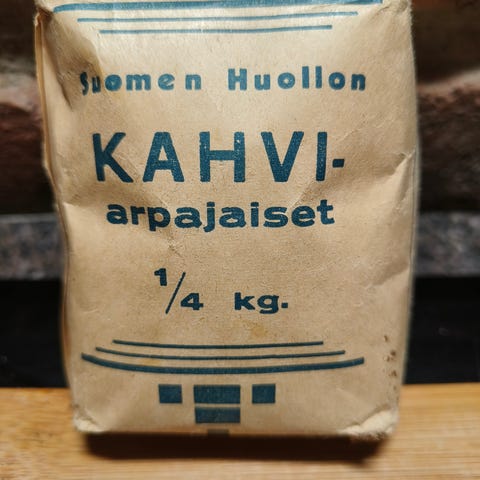 Suomen Huollon
KAHVI-
arpajaiset
1/4 kg.